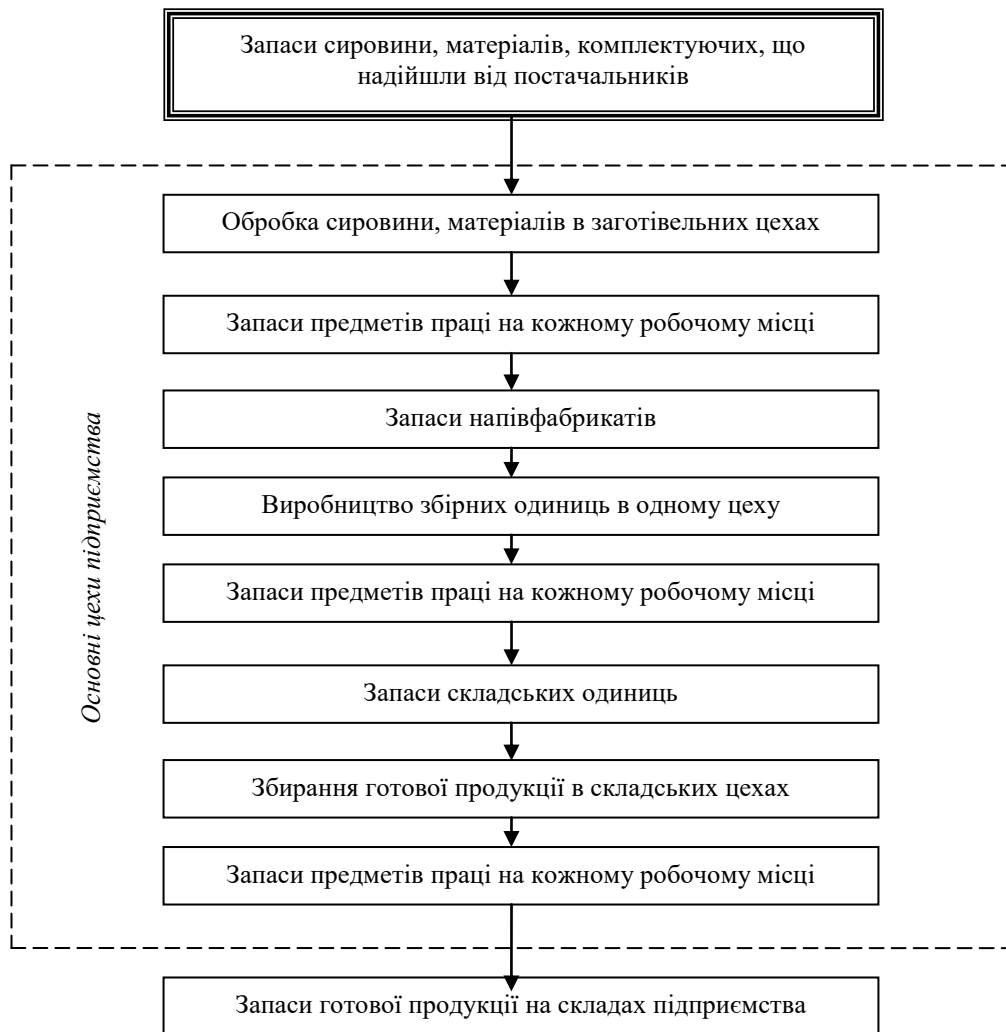 Запаси сировини, матеріалів, комплектуючих, що
надійшли від постачальників
Обробка сировини, матеріалів в заготівельних цехах
Запаси предметів праці на кожному робочому місці
Запаси напівфабрикатів
Виробництво збірних одиниць в одному цеху
Запаси предметів праці на кожному робочому місці
Запаси складських одиниць
Збирання готової продукції в складських цехах
Запаси предметів праці на кожному робочому місці
Основні цехи підприємства
Запаси готової продукції на складах підприємства